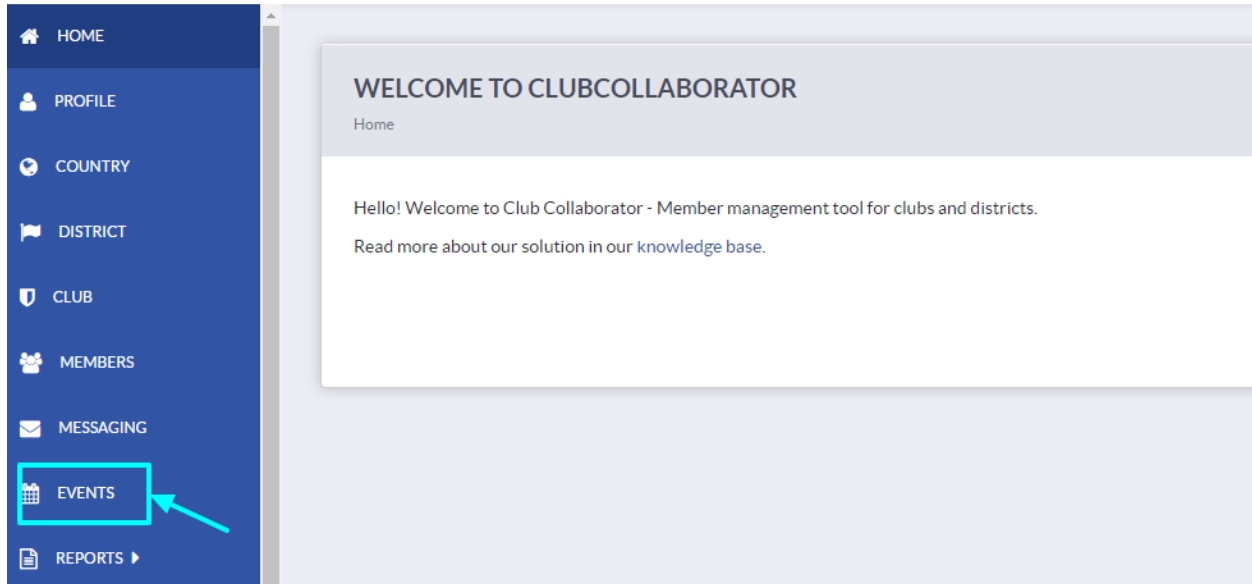 HOME
PROFILE
COUNTRY
DISTRICT
CLUB
MEMBERS
MESSAGING
EVENTS
REPORTS
WELCOME TO CLUBCOLLABORATOR
Home
Hello! Welcome to Club Collaborator - Member management tool for clubs and districts.
Read more about our solution in our knowledge base.